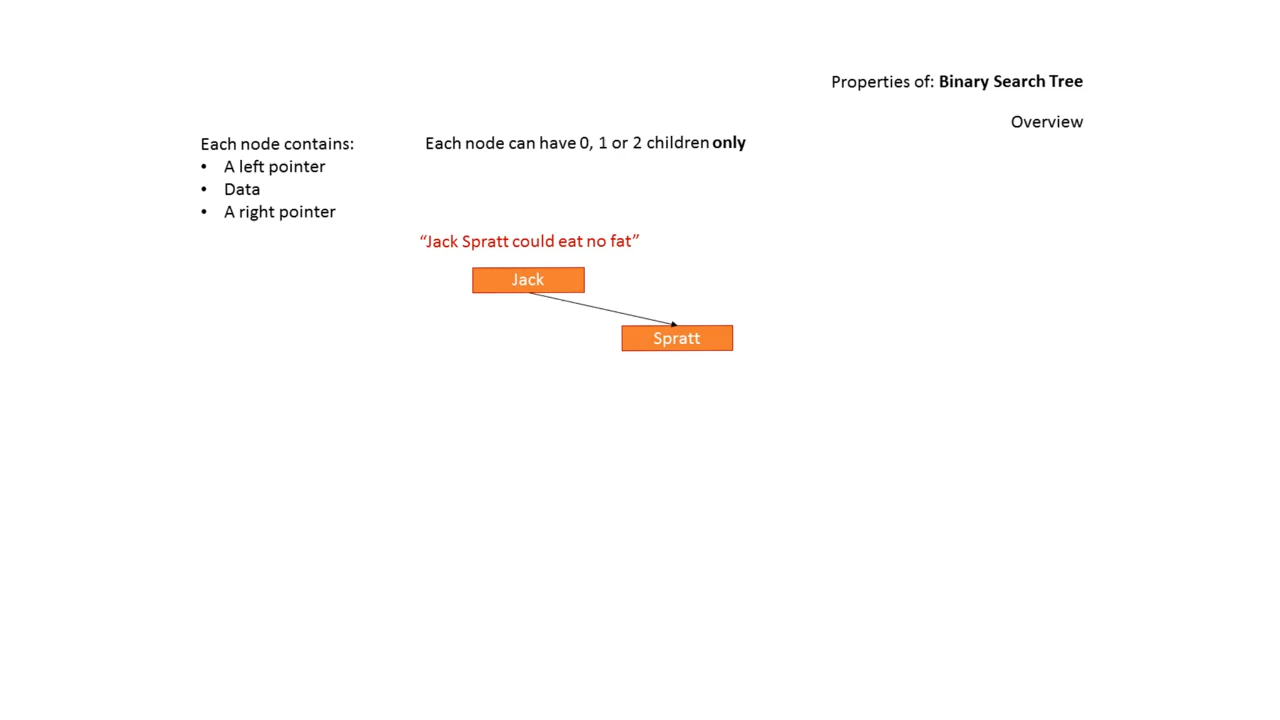 Properties of: Binary Search Tree
Overview
Each node contains:
• A left pointer
• Data
• A right pointer
Each node can have 0, 1 or 2 children only
“Jack Spratt could eat no fat”
Jack
Spratt